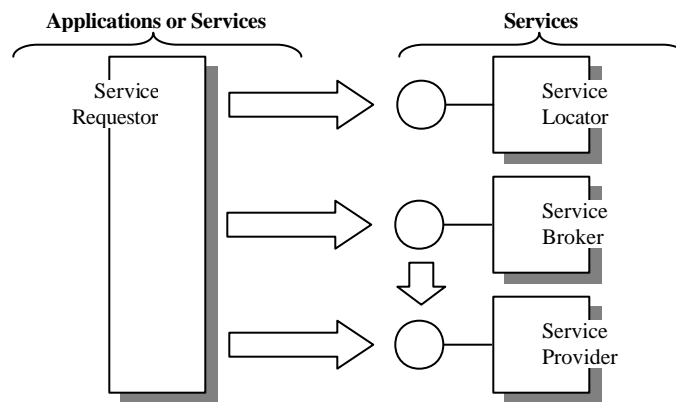 Applications or Services
Services
Service
Requestor
Service
Locator
Service
Broker
Service
Provider